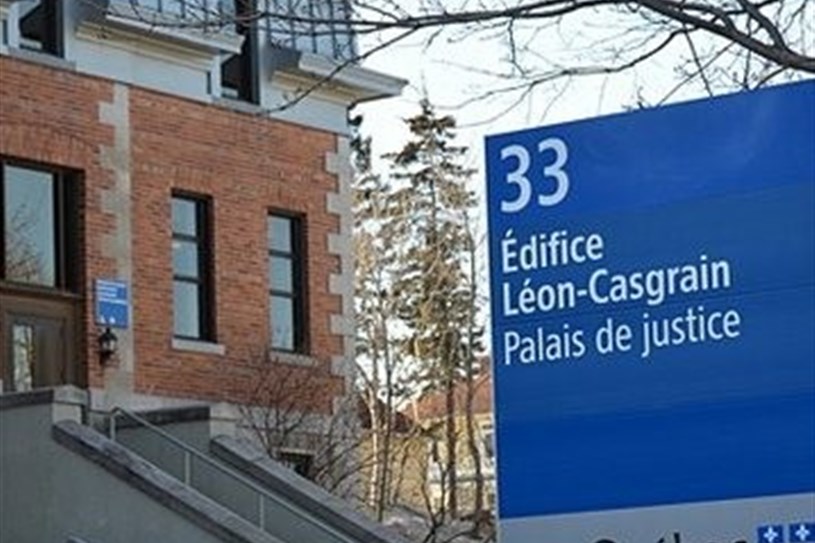 33
Édifice
Léon-Casgrain
Palais de justice